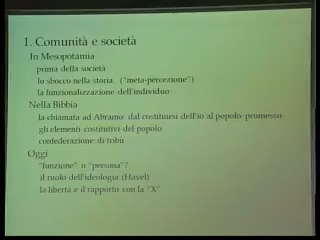 1. Comunità e società
In Mesopotamia
prima della società
lo sbocco nella storia ("meta-percezione")
la funzionalizzazione dell'individuo
Nella Bibbia
la chiamata ad Abramo: dal costituirsi dell'io al popolo promesso
gli elementi costitutivi del popolo
confederazione di tribù
Oggi
"funzione" o "persona"?
il ruolo dell'ideologia (Havel)
la libertà e il rapporto con la "X"